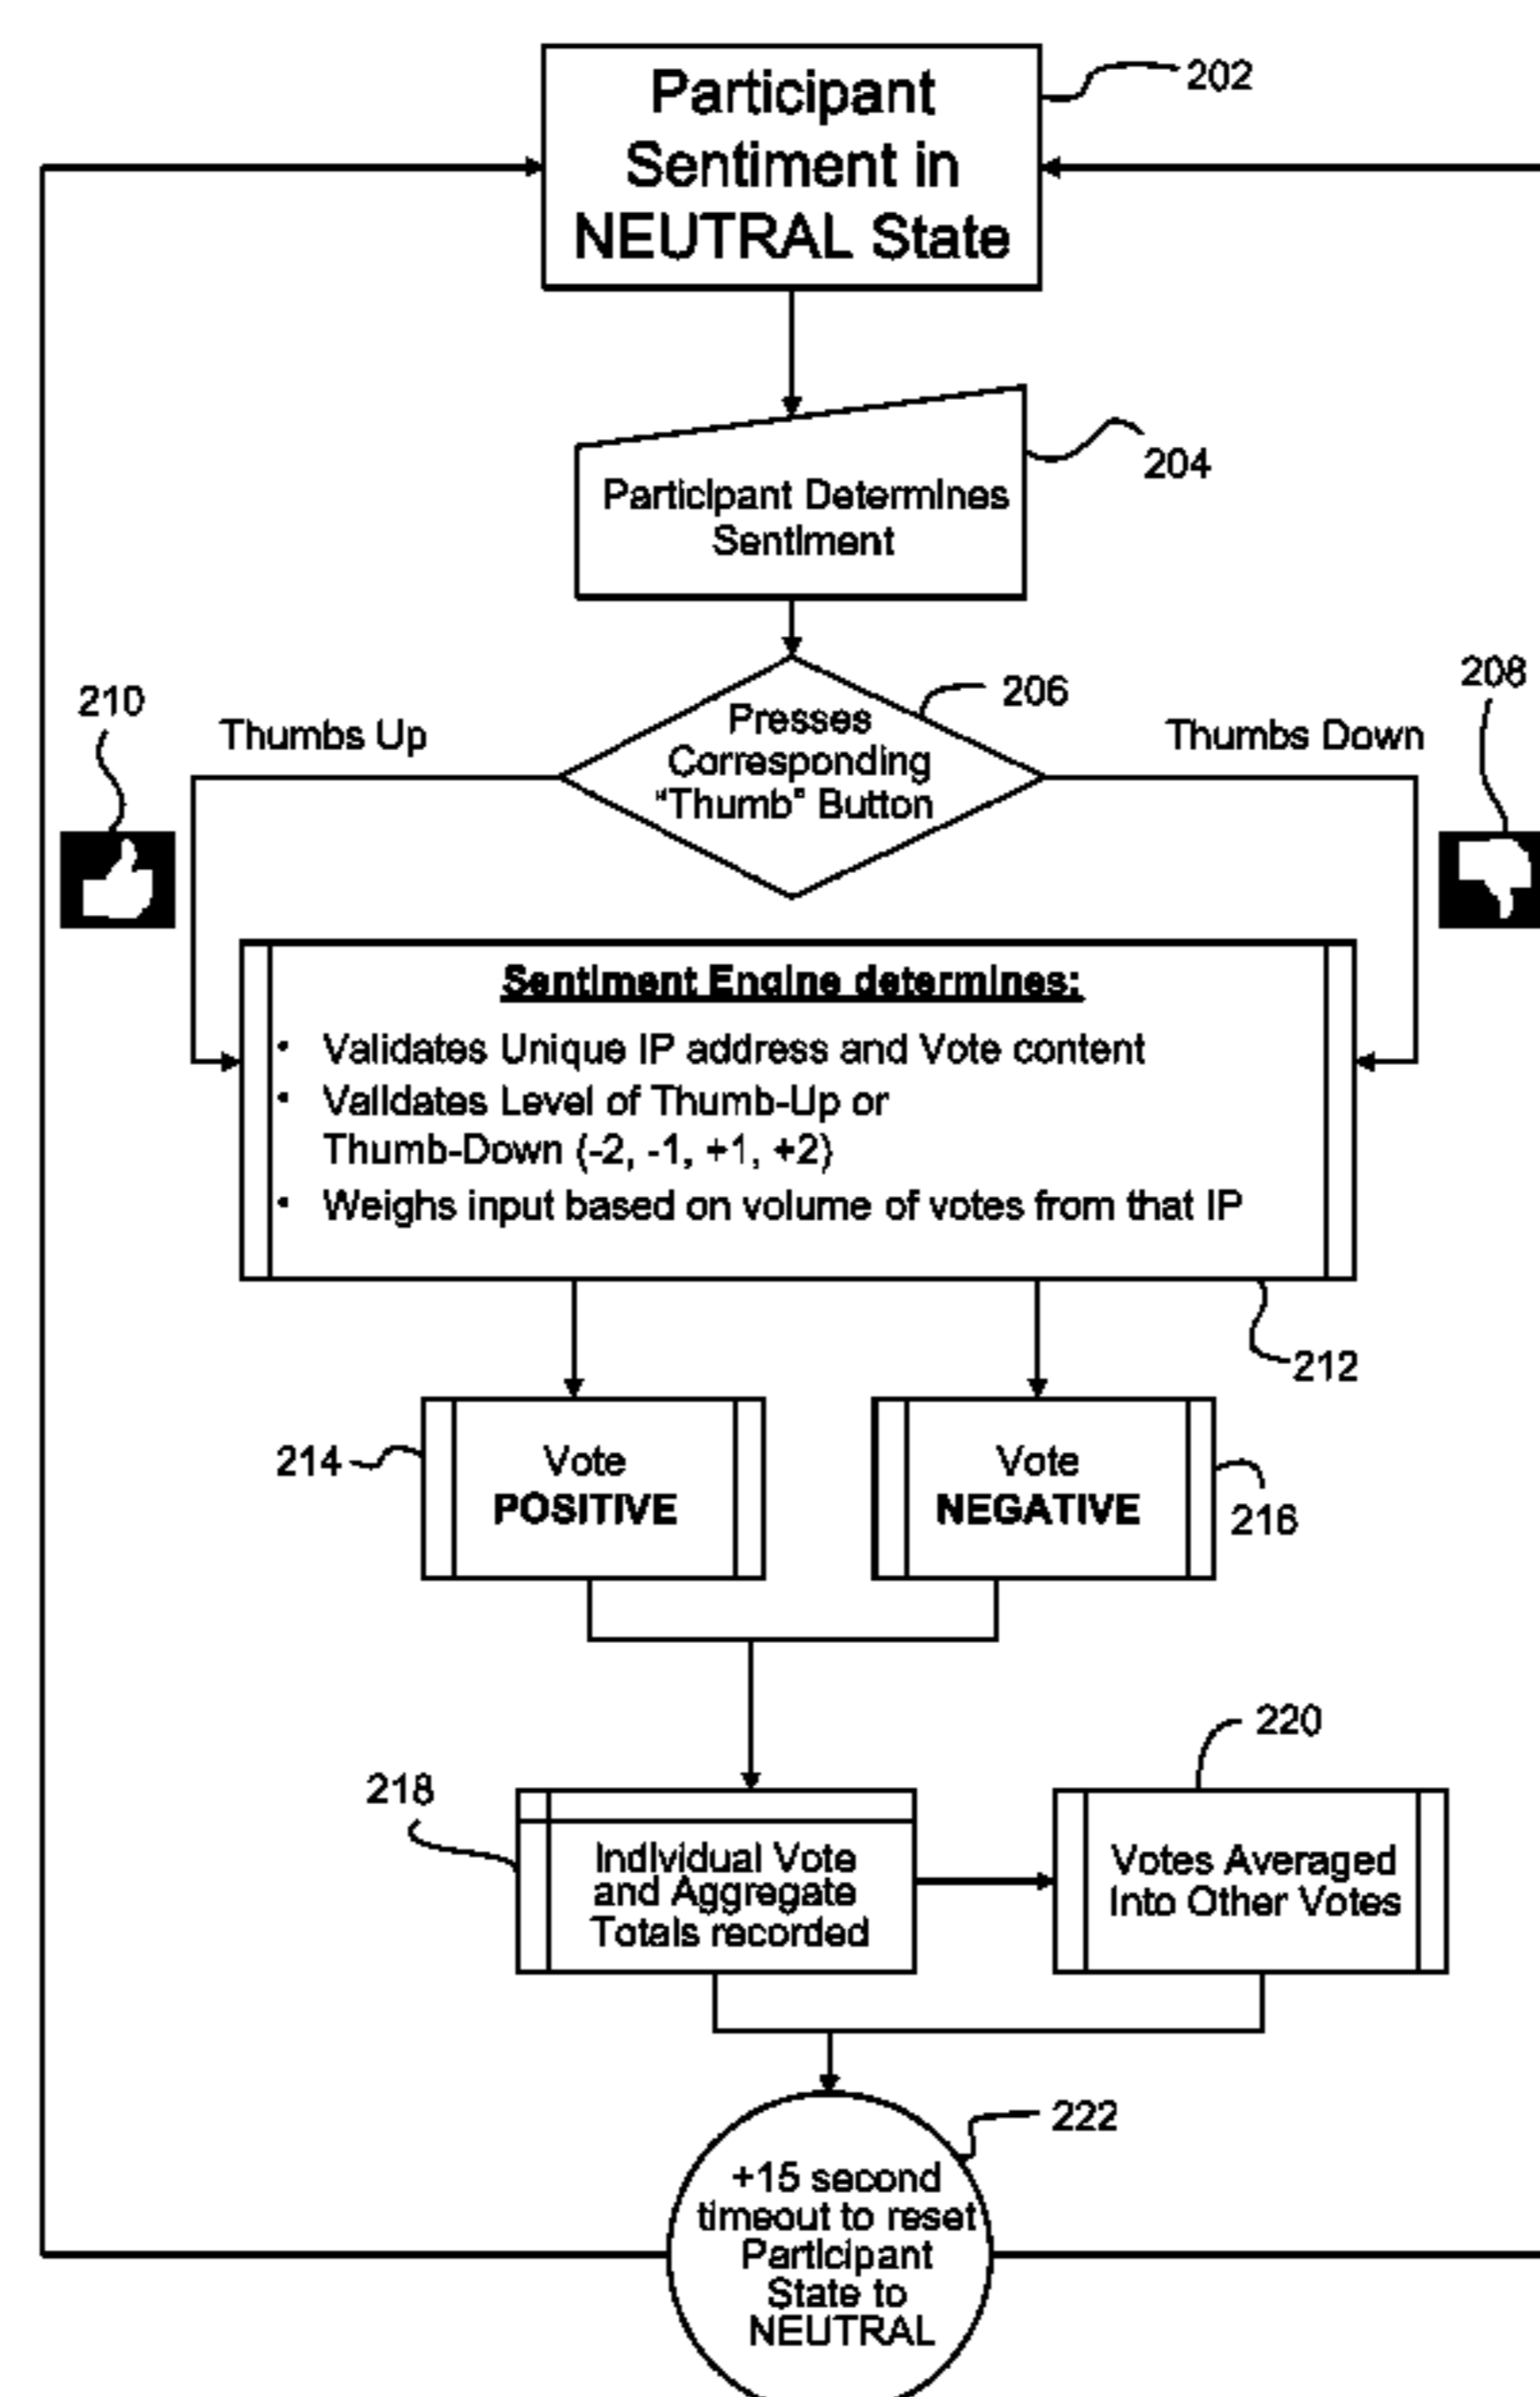 Participant
Sentiment in
NEUTRAL State
202
Participant Determines
Sentiment
204
Presses
Corresponding
"Thumb" Button
206
210
Thumbs Up
Thumbs Down
208
Sentiment Engine determines:
• Validates Unique IP address and Vote content
• Validates Level of Thumb-Up or
Thumb-Down (-2, -1, +1, +2)
• Weighs input based on volume of votes from that IP
212
214
Vote
POSITIVE
Vote
NEGATIVE
216
218
Individual Vote
and Aggregate
Totals recorded
220
Votes Averaged
Into Other Votes
222
+15 second
timeout to reset
Participant
State to
NEUTRAL